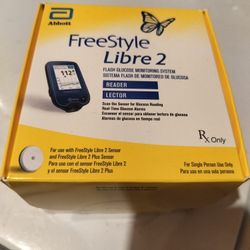 Abbott
FreeStyle
Libre 2
FLASH GLUCOSE MONITORING SYSTEM
SISTEMA FLASH DE MONITOREO DE GLUCOSA
READER
LECTOR
112
Scan the Sensor for Glucose Reading
Real-Time Glucose Alarms
Escanear el sensor para obtener lectura de glucosa
Alarmas de glucosa en tiempo real
Rx Only
For use with FreeStyle Libre 2 Sensor
and FreeStyle Libre 2 Plus Sensor
Para uso con el sensor FreeStyle Libre 2
y el sensor FreeStyle Libre 2 Plus
For Single Person Use Only
Para uso en una sola persona